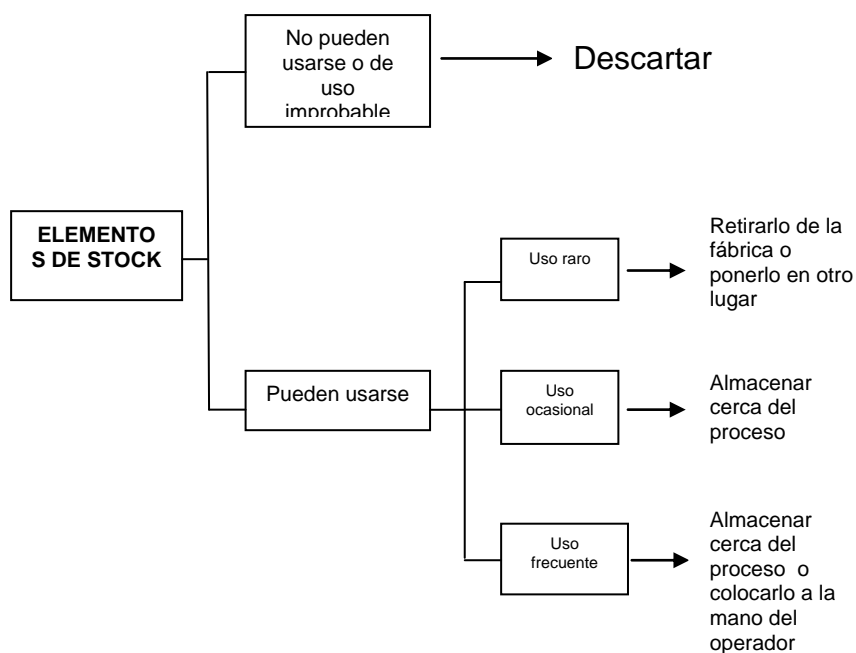 No pueden
usarse o de
uso
improbable
Descartar
ELEMENTO
S DE STOCK
Uso raro
Retirarlo de la
fábrica o
ponerlo en otro
lugar
Pueden usarse
Uso
ocasional
Almacenar
cerca del
proceso
Uso
frecuente
Almacenar
cerca del
proceso o
colocarlo a la
mano del
operador